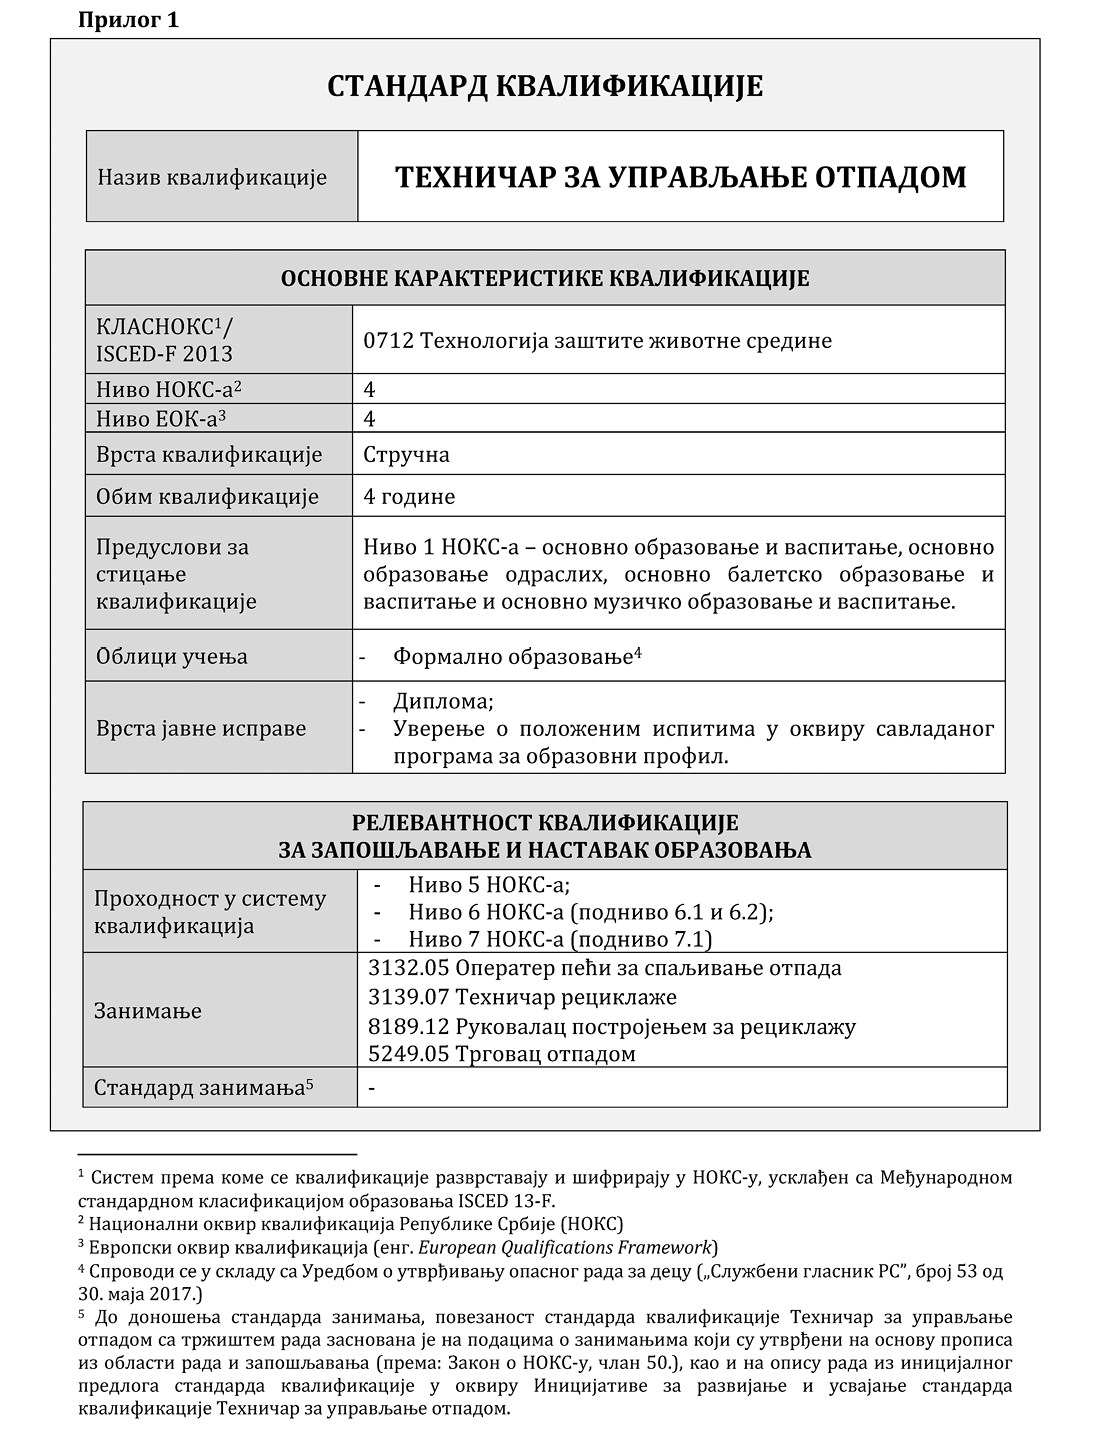 Прилог 1
СТАНДАРД КВАЛИФИКАЦИЈЕ
Назив квалификације
ТЕХНИЧАР ЗА УПРАВЉАЊЕ ОТПАДОМ
ОСНОВНЕ КАРАКТЕРИСТИКЕ КВАЛИФИКАЦИЈЕ
КЛАСНОКС¹/
ISCED-F 2013
0712 Технологија заштите животне средине
Ниво НОКС-а²
4
Ниво ЕОК-а³
4
Врста квалификације
Стручна
Обим квалификације
4 године
Предуслови за
стицање
квалификације
Ниво 1 НОКС-а – основно образовање и васпитање, основно
образовање одраслих, основно балетско образовање и
васпитање и основно музичко образовање и васпитање.
Облици учења
- Формално образовање⁴
Врста јавне исправе
- Диплома;
- Уверење о положеним испитима у оквиру савладаног
програма за образовни профил.
РЕЛЕВАНТНОСТ КВАЛИФИКАЦИЈЕ
ЗА ЗАПОШЉАВАЊЕ И НАСТАВАК ОБРАЗОВАЊА
Проходност у систему
квалификација
- Ниво 5 НОКС-а;
- Ниво 6 НОКС-а (подниво 6.1 и 6.2);
- Ниво 7 НОКС-а (подниво 7.1)
Занимање
3132.05 Оператер пећи за спаљивање отпада
3139.07 Техничар рециклаже
8189.12 Руковалац постројењем за рециклажу
5249.05 Трговац отпадом
Стандард занимања⁵
-
¹ Систем према коме се квалификације разврставају и шифрирају у НОКС-у, усклађен са Међународном
стандардном класификацијом образовања ISCED 13-F.
² Национални оквир квалификација Републике Србије (НОКС)
³ Европски оквир квалификација (енг. European Qualifications Framework)
⁴ Спроводи се у складу са Уредбом о утврђивању опасног рада за децу („Службени гласник РС”, број 53 од
30. маја 2017.)
⁵ До доношења стандарда занимања, повезаност стандарда квалификације Техничар за управљање
отпадом са тржиштем рада заснована је на подацима о занимањима који су утврђени на основу прописа
из области рада и запошљавања (према: Закон о НОКС-у, члан 50.), као и на опису рада из иницијалног
предлога стандарда квалификације у оквиру Иницијативе за развијање и усвајање стандарда
квалификације Техничар за управљање отпадом.